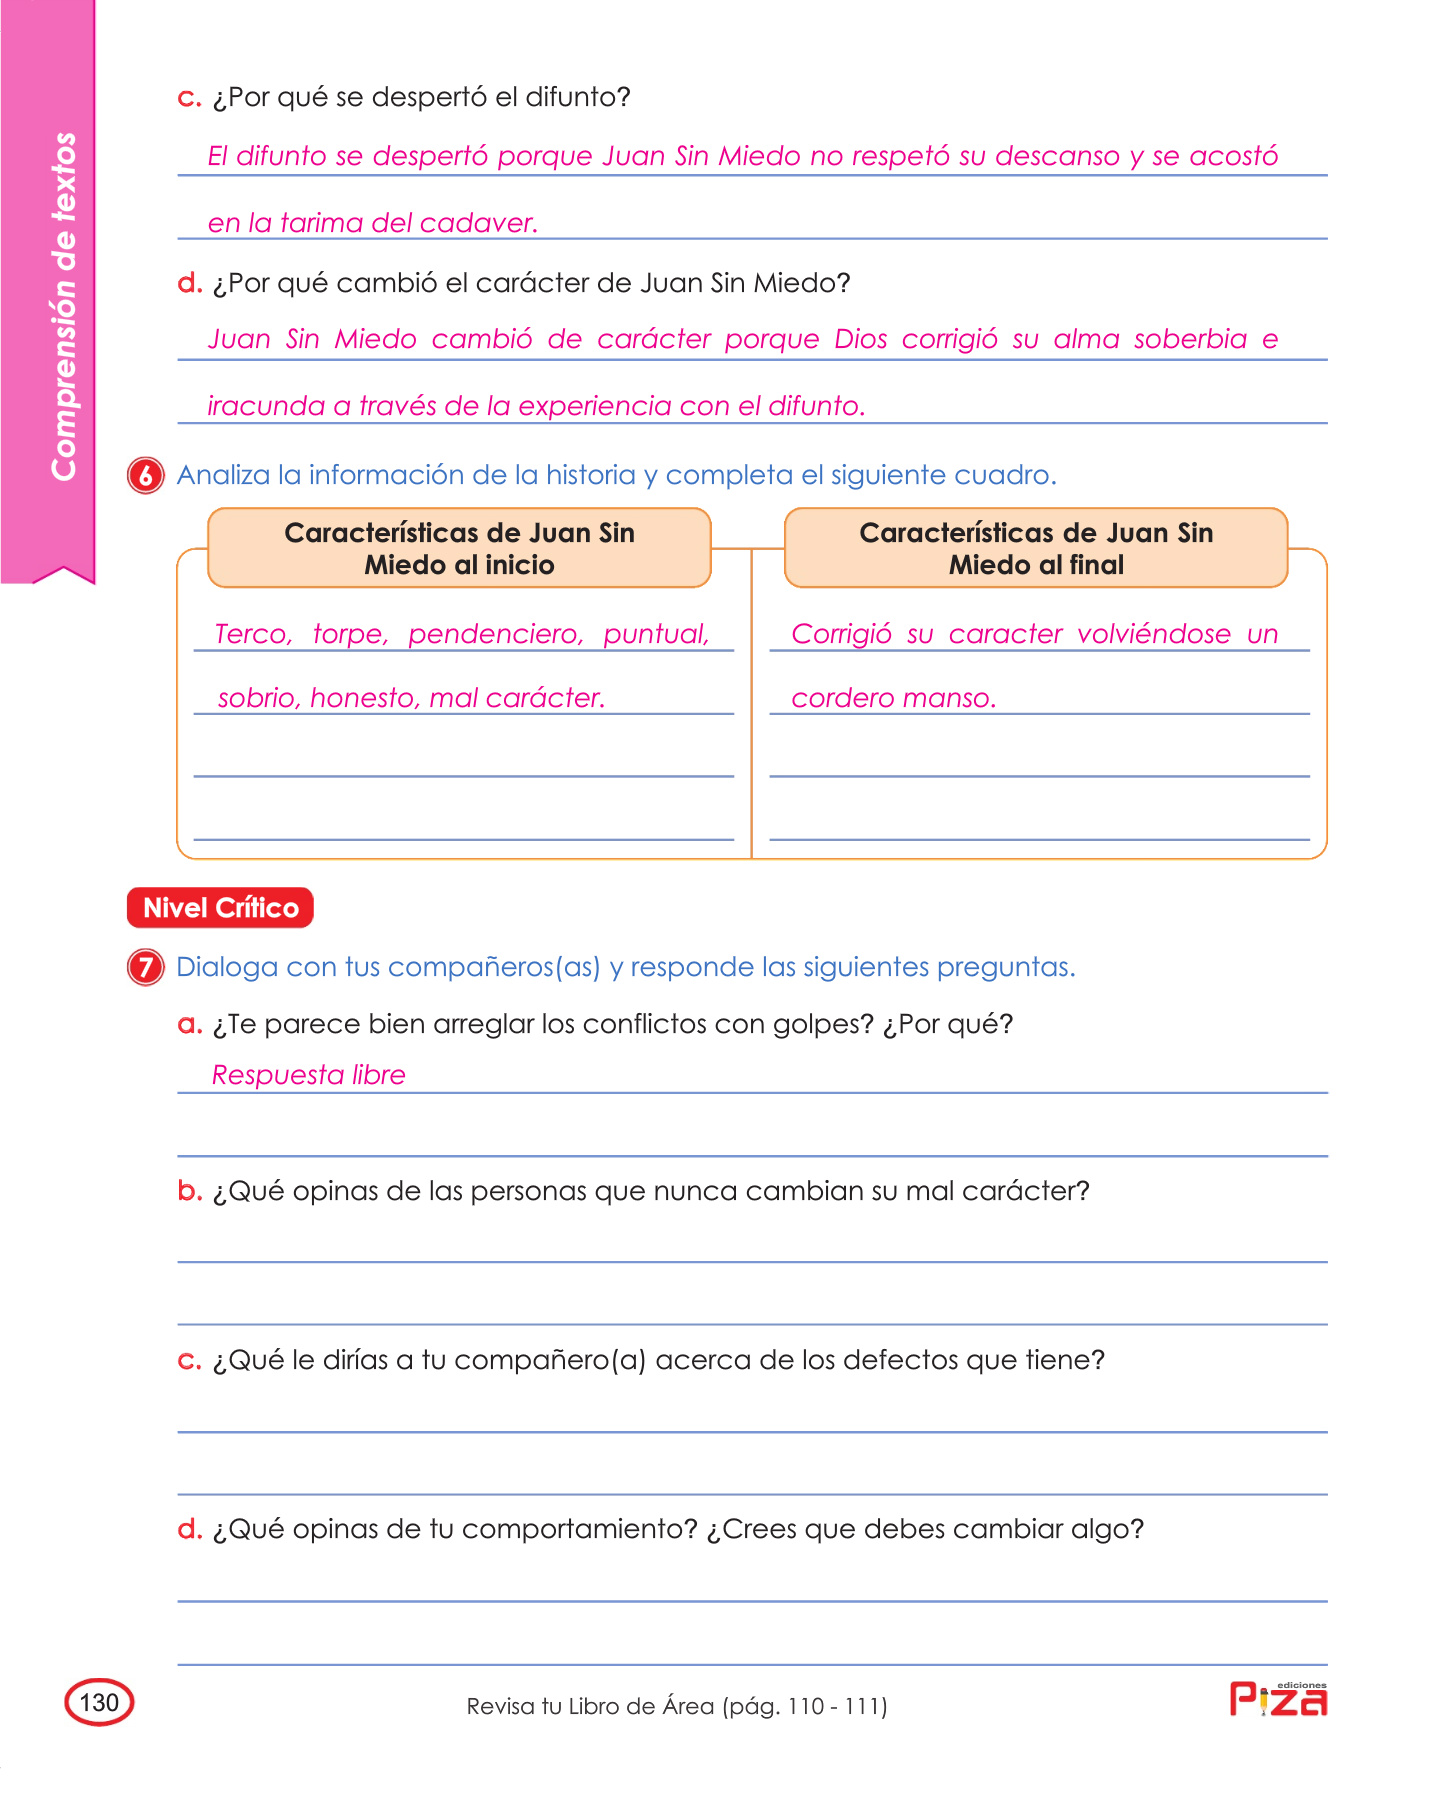 Comprensión de textos
c. ¿Por qué se despertó el difunto?
El difunto se despertó porque Juan Sin Miedo no respetó su descanso y se acostó
en la tarima del cadaver.
d. ¿Por qué cambió el carácter de Juan Sin Miedo?
Juan Sin Miedo cambió de carácter porque Dios corrigió su alma soberbia e
iracunda a través de la experiencia con el difunto.
6 Analiza la información de la historia y completa el siguiente cuadro.
Características de Juan Sin
Miedo al inicio
Terco, torpe, pendenciero, puntual,
sobrio, honesto, mal carácter.
Características de Juan Sin
Miedo al final
Corrigió su caracter volviéndose un
cordero manso.
Nivel Crítico
7 Dialoga con tus compañeros(as) y responde las siguientes preguntas.
a. ¿Te parece bien arreglar los conflictos con golpes? ¿Por qué?
Respuesta libre
b. ¿Qué opinas de las personas que nunca cambian su mal carácter?
c. ¿Qué le dirías a tu compañero(a) acerca de los defectos que tiene?
d. ¿Qué opinas de tu comportamiento? ¿Crees que debes cambiar algo?
130
Revisa tu Libro de Área (pág. 110 - 111)
ediciones
Piza